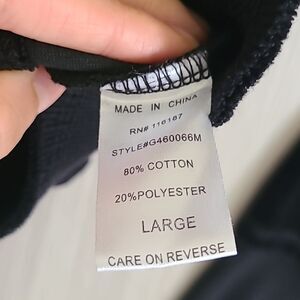 MADE IN CHINA
RN# 116167
STYLE#G460066M
80% COTTON
20%POLYESTER
LARGE
CARE ON REVERSE